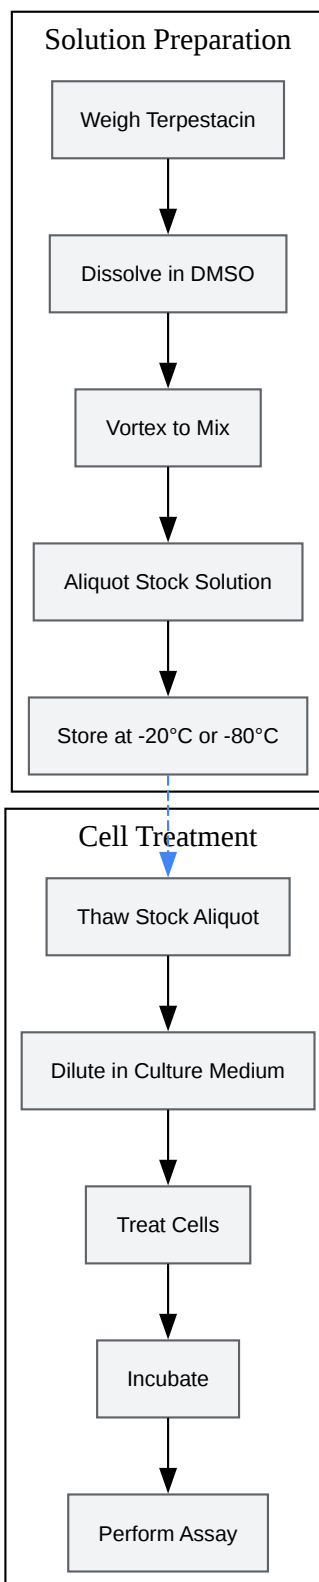 Solution Preparation
Weigh Terpestacin
Dissolve in DMSO
Vortex to Mix
Aliquot Stock Solution
Store at -20°C or -80°C
Cell Treatment
Thaw Stock Aliquot
Dilute in Culture Medium
Treat Cells
Incubate
Perform Assay